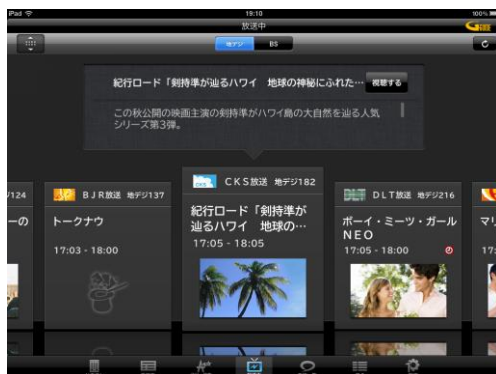 iPad
19:10
100%
放送中
地デジ
BS
紀行ロード「剣持準が辿るハワイ 地球の神秘にふれた…
視聴する
この秋公開の映画主演の剣持準がハワイ島の大自然を辿る人気
シリーズ第3弾。
124
ーの
BJR放送 地デジ137
トークナウ
17:03 - 18:00
CKS
CKS放送 地デジ182
紀行ロード「剣持準が
辿るハワイ 地球の…
17:05 - 18:05
DLT放送 地デジ216
ボーイ・ミーツ・ガール
NEO
17:05 - 18:00
マリ
17: